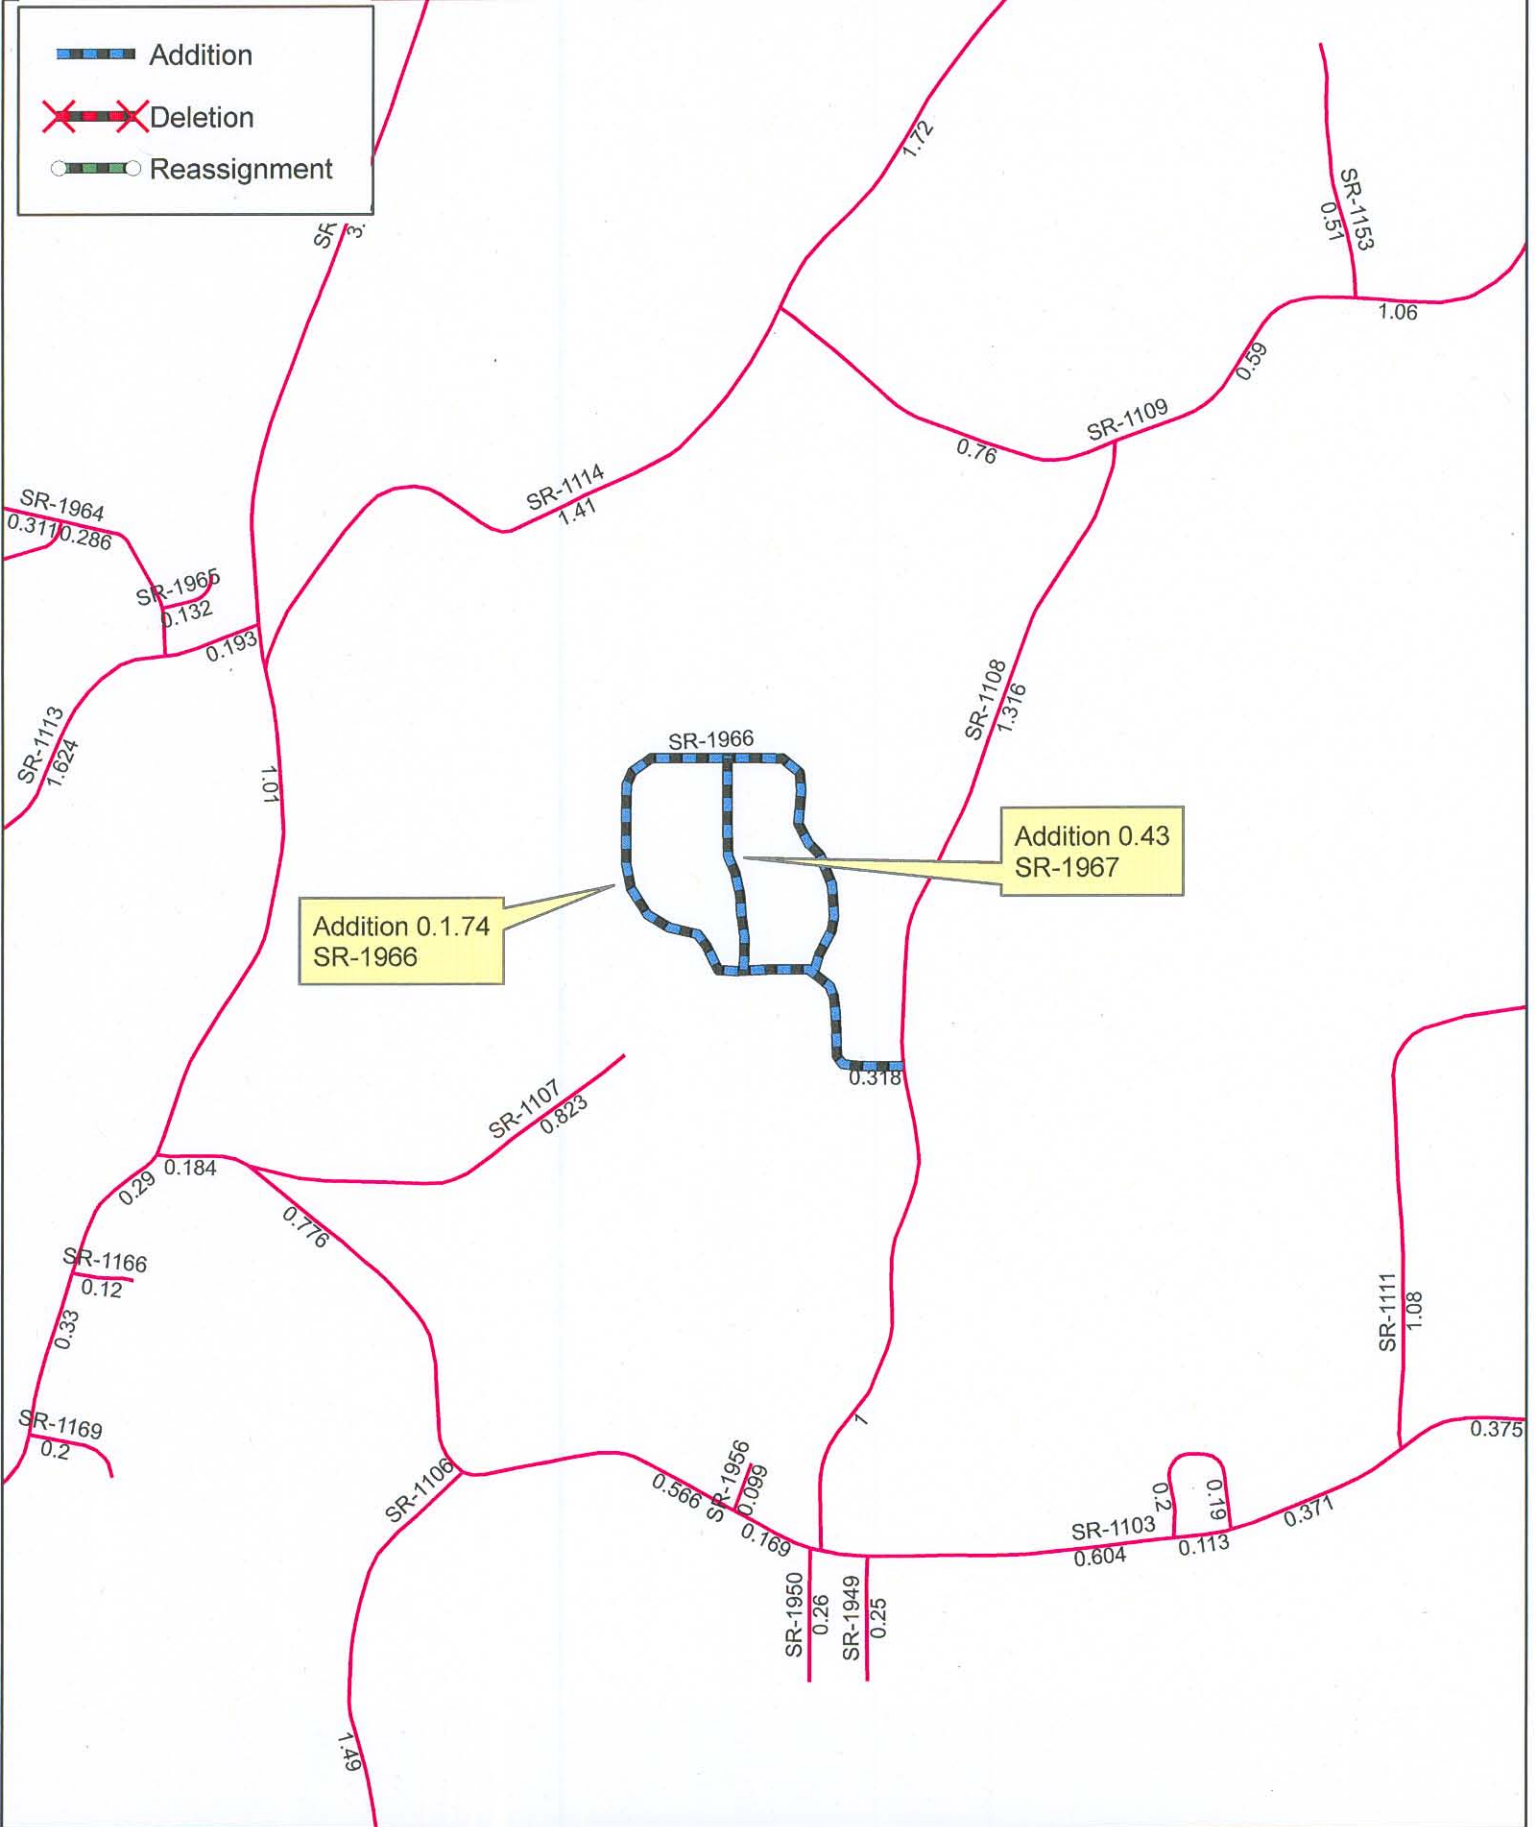 Addition
Deletion
Reassignment
1.72
SR-1153
0.51
SR
3.
1.06
0.59
SR-1109
0.76
SR-1114
1.41
SR-1964
0.311
0.286
SR-1965
0.132
0.193
SR-1108
1.316
SR-1113
1.624
SR-1966
1.01
Addition 0.43
SR-1967
Addition 0.1.74
SR-1966
0.318
SR-1107
0.823
0.184
0.29
0.776
SR-1166
0.12
0.33
SR-1111
1.08
SR-1169
0.2
1
0.375
SR-1106
0.566
SR-1956
0.099
0.169
0.2
0.19
0.371
SR-1103
0.604
0.113
SR-1950
0.26
SR-1949
0.25
1.49